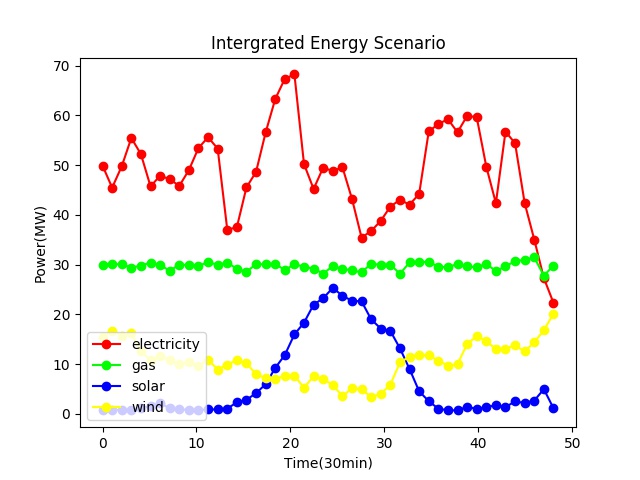 Intergrated Energy Scenario
Power(MW)
70
60
50
40
30
20
10
0
electricity
gas
solar
wind
0 10 20 30 40 50
Time(30min)